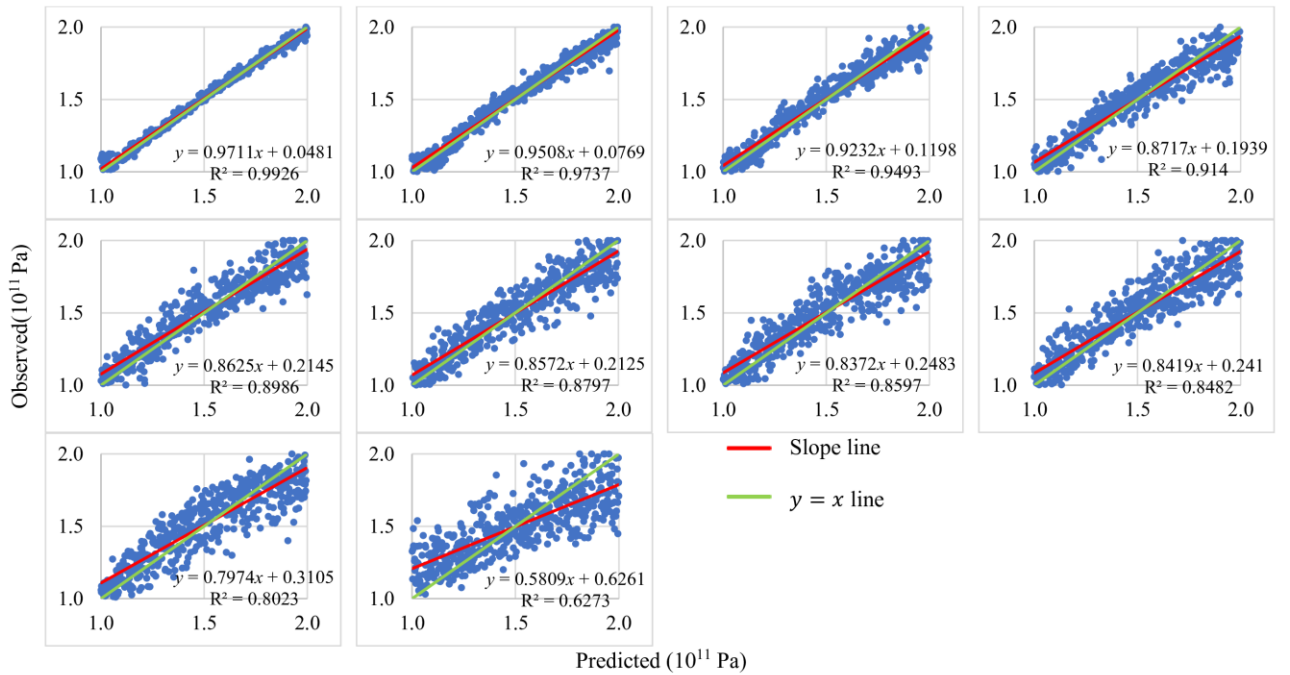 Observed(10¹¹ Pa)
2.0
1.5
1.0
y = 0.9711x + 0.0481
R² = 0.9926
1.0 1.5 2.0
2.0
1.5
1.0
y = 0.9508x + 0.0769
R² = 0.9737
1.0 1.5 2.0
2.0
1.5
1.0
y = 0.9232x + 0.1198
R² = 0.9493
1.0 1.5 2.0
2.0
1.5
1.0
y = 0.8717x + 0.1939
R² = 0.914
1.0 1.5 2.0
2.0
1.5
1.0
y = 0.8625x + 0.2145
R² = 0.8986
1.0 1.5 2.0
2.0
1.5
1.0
y = 0.8572x + 0.2125
R² = 0.8797
1.0 1.5 2.0
2.0
1.5
1.0
y = 0.8372x + 0.2483
R² = 0.8597
1.0 1.5 2.0
2.0
1.5
1.0
y = 0.8419x + 0.241
R² = 0.8482
1.0 1.5 2.0
2.0
1.5
1.0
y = 0.7974x + 0.3105
R² = 0.8023
1.0 1.5 2.0
2.0
1.5
1.0
y = 0.5809x + 0.6261
R² = 0.6273
1.0 1.5 2.0
Slope line
y = x line
Predicted (10¹¹ Pa)